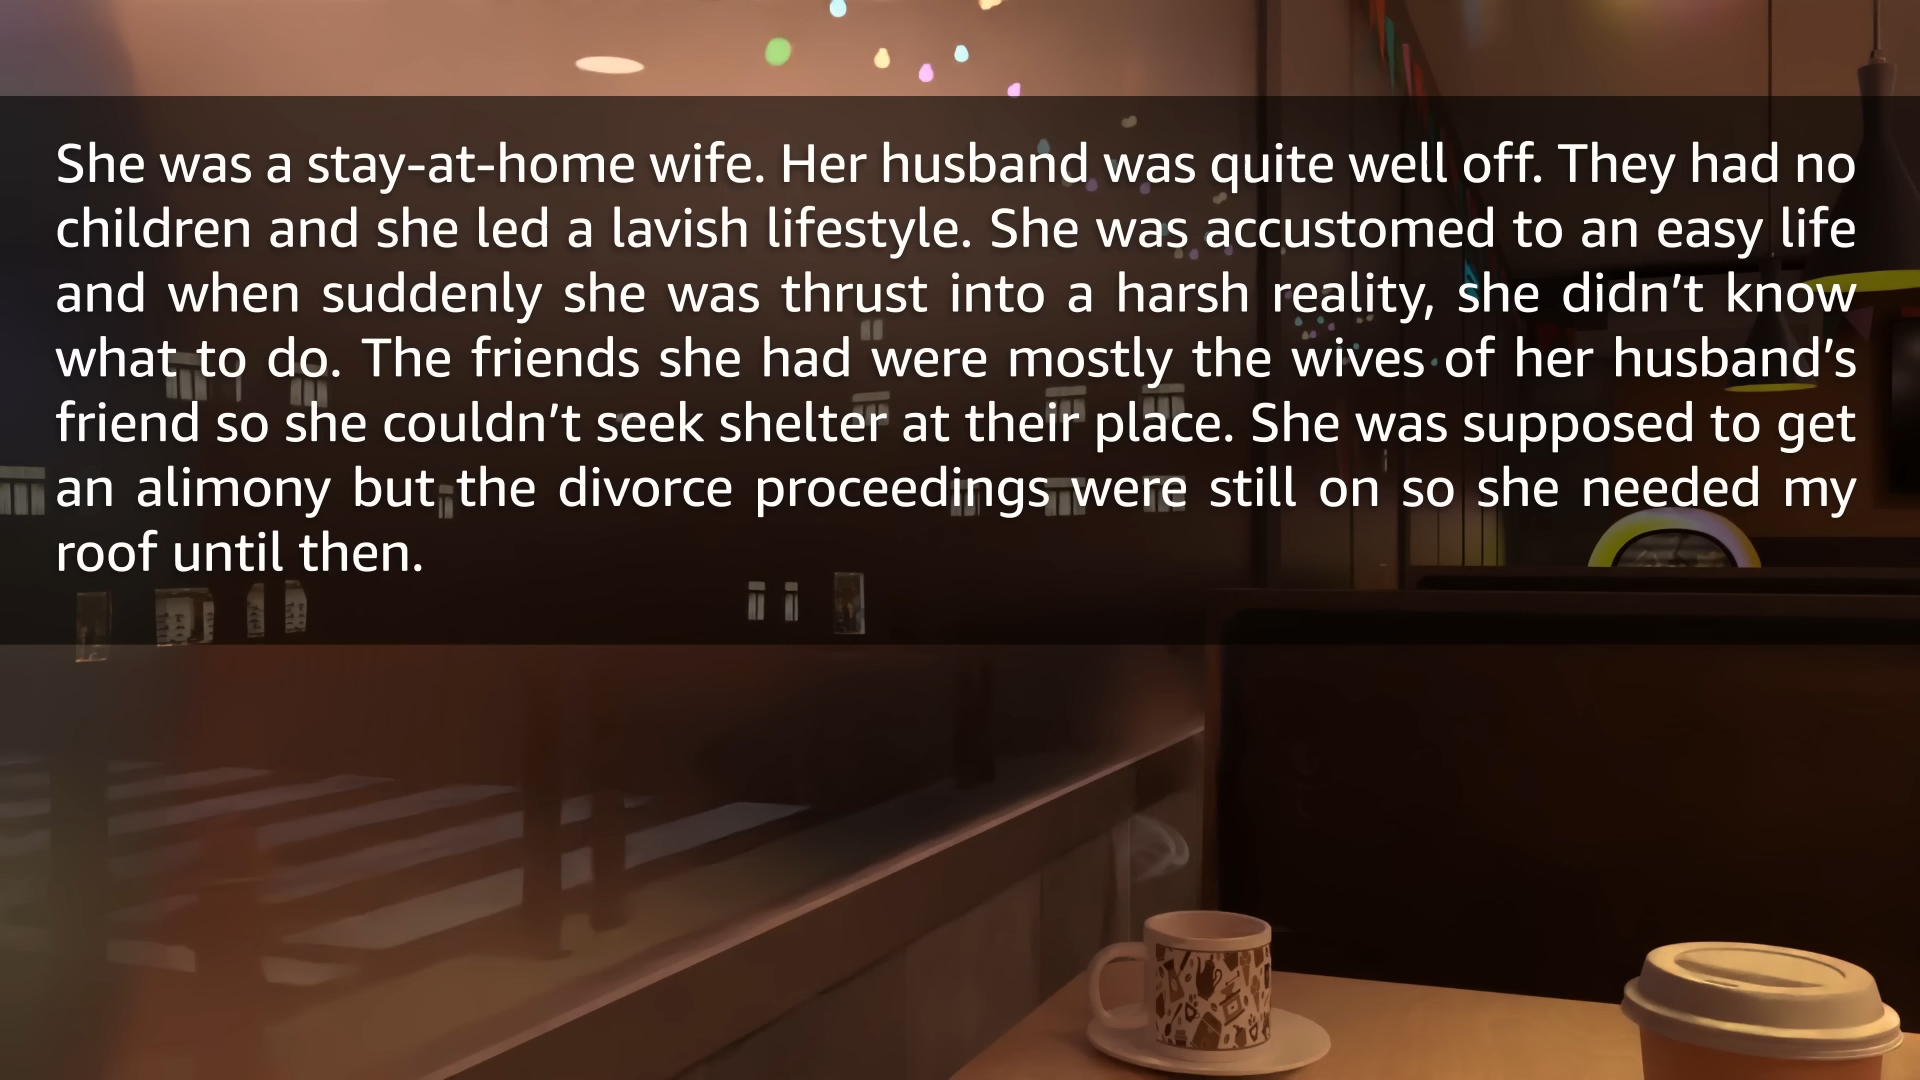 She was a stay-at-home wife. Her husband was quite well off. They had no
children and she led a lavish lifestyle. She was accustomed to an easy life
and when suddenly she was thrust into a harsh reality, she didn’t know
what to do. The friends she had were mostly the wives of her husband’s
friend so she couldn’t seek shelter at their place. She was supposed to get
an alimony but the divorce proceedings were still on so she needed my
roof until then.